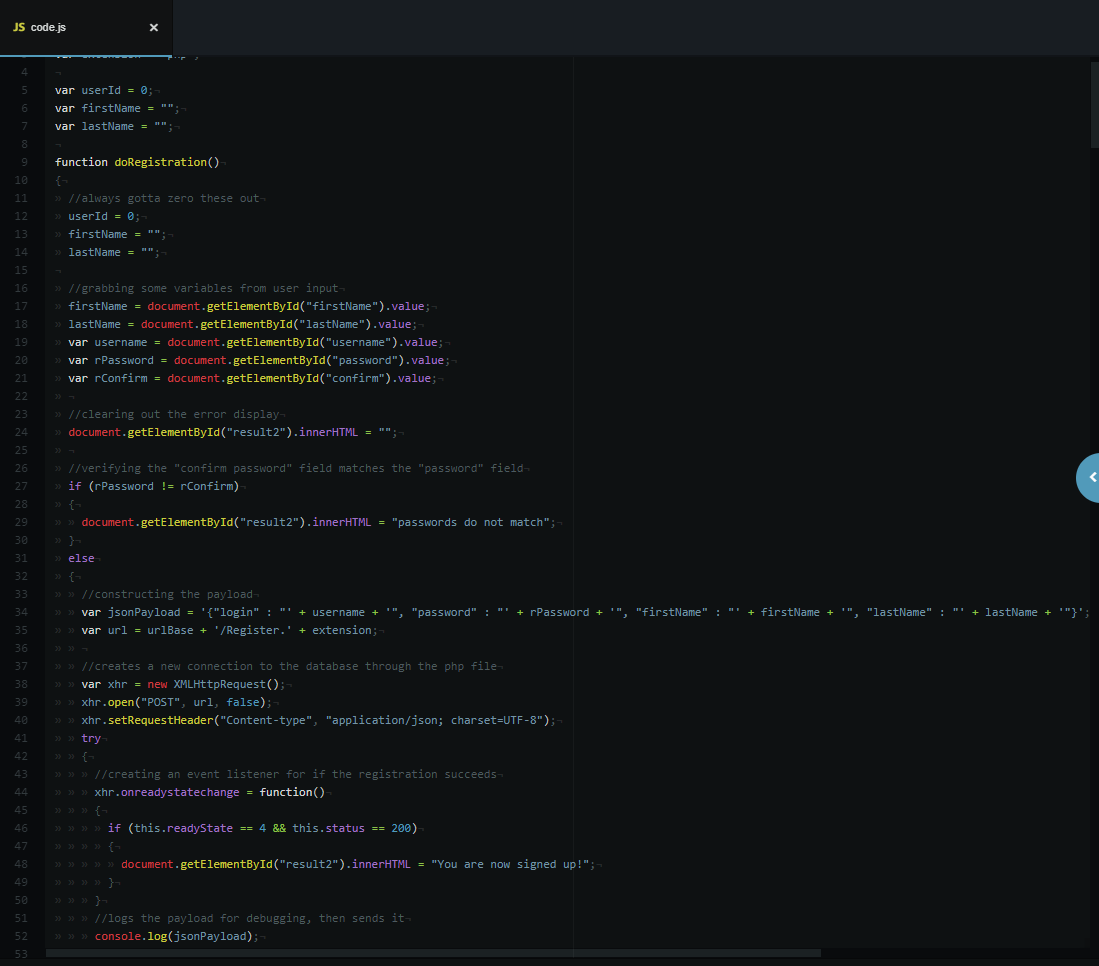 JS code.js ×
4
5 var userId = 0;
6 var firstName = "";
7 var lastName = "";
8
9 function doRegistration()
10 {
11 //always gotta zero these out
12 userId = 0;
13 firstName = "";
14 lastName = "";
15
16 //grabbing some variables from user input
17 firstName = document.getElementById("firstName").value;
18 lastName = document.getElementById("lastName").value;
19 var username = document.getElementById("username").value;
20 var rPassword = document.getElementById("password").value;
21 var rConfirm = document.getElementById("confirm").value;
22
23 //clearing out the error display
24 document.getElementById("result2").innerHTML = "";
25
26 //verifying the "confirm password" field matches the "password" field
27 if (rPassword != rConfirm)
28 {
29 document.getElementById("result2").innerHTML = "passwords do not match";
30 }
31 else
32 {
33 //constructing the payload
34 var jsonPayload = '{"login" : "' + username + '", "password" : "' + rPassword + '", "firstName" : "' + firstName + '", "lastName" : "' + lastName + '"}';
35 var url = urlBase + '/Register.' + extension;
36
37 //creates a new connection to the database through the php file
38 var xhr = new XMLHttpRequest();
39 xhr.open("POST", url, false);
40 xhr.setRequestHeader("Content-type", "application/json; charset=UTF-8");
41 try
42 {
43 //creating an event listener for if the registration succeeds
44 xhr.onreadystatechange = function()
45 {
46 if (this.readyState == 4 && this.status == 200)
47 {
48 document.getElementById("result2").innerHTML = "You are now signed up!";
49 }
50 }
51 //logs the payload for debugging, then sends it
52 console.log(jsonPayload);
53